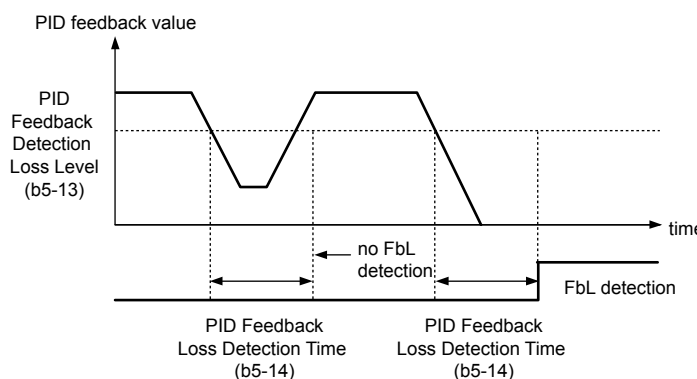 PID feedback value
PID
Feedback
Detection
Loss Level
(b5-13)
time
no FbL
detection
FbL detection
PID Feedback
Loss Detection Time
(b5-14)
PID Feedback
Loss Detection Time
(b5-14)